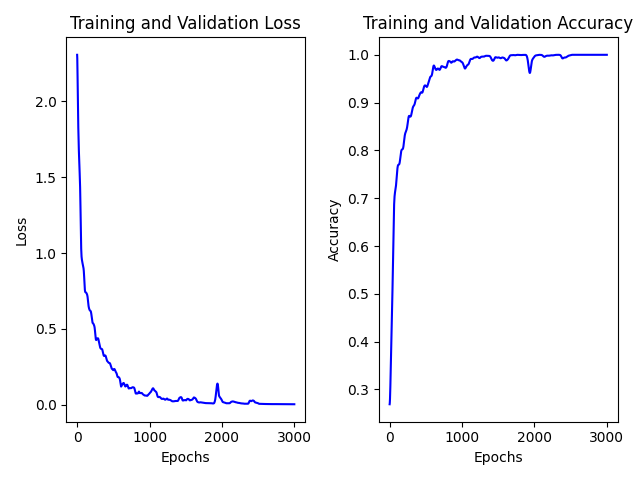 Training and Validation Loss
2.0
1.5
1.0
0.5
0.0
Loss
0 1000 2000 3000
Epochs
Training and Validation Accuracy
1.0
0.9
0.8
0.7
0.6
0.5
0.4
0.3
Accuracy
0 1000 2000 3000
Epochs